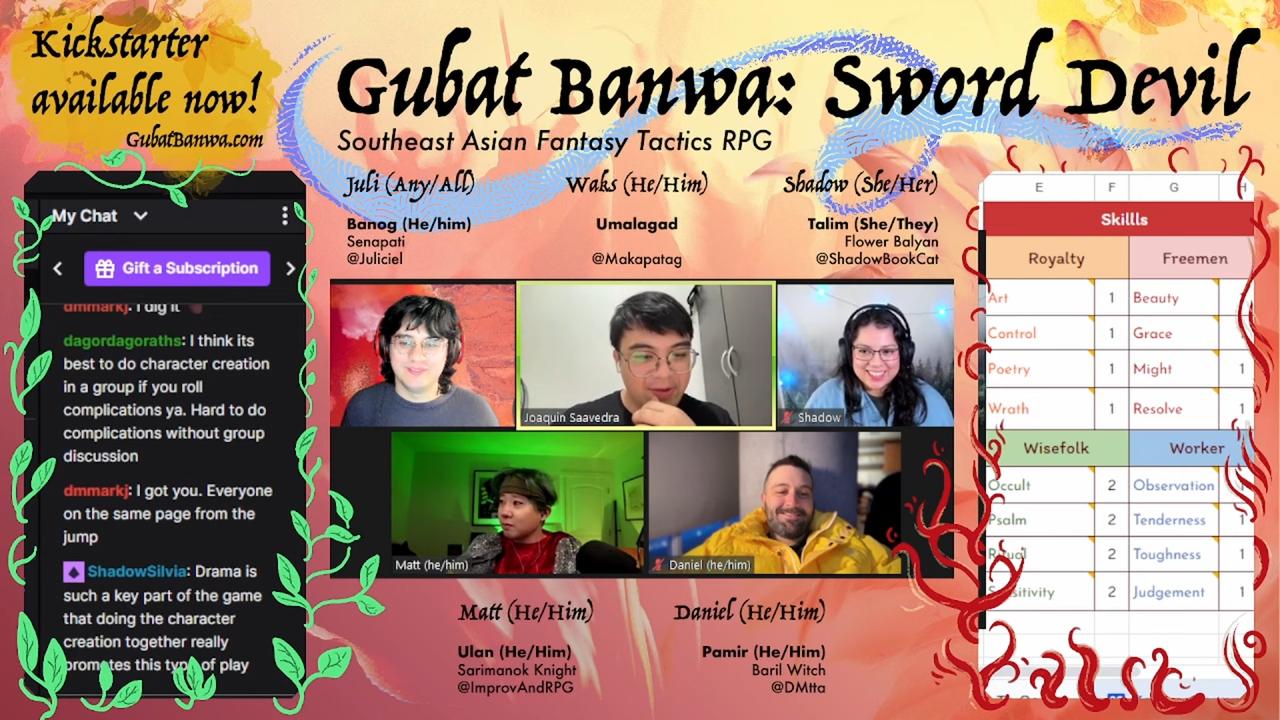 Kickstarter
available now!
GubatBanwa.com
Gubat Banwa: Sword Devil
Southeast Asian Fantasy Tactics RPG
My Chat
Gift a Subscription
dmmarkj: I dig it
dagordagoraths: I think its
best to do character creation
in a group if you roll
complications ya. Hard to do
complications without group
discussion
dmmarkj: I got you. Everyone
on the same page from the
jump
ShadowSilvia: Drama is
such a key part of the game
that doing the character
creation together really
promotes this type of play
Juli (Any/All)
Banog (He/him)
Senapati
@Juliciel
Waks (He/Him)
Umalagad
@Makapatag
Shadow (She/Her)
Talim (She/They)
Flower Balyan
@ShadowBookCat
Joaquin Saavedra
Shadow
Matt (he/him)
Daniel (he/him)
Matt (He/Him)
Ulan (He/Him)
Sarimanok Knight
@ImprovAndRPG
Daniel (He/Him)
Pamir (He/Him)
Baril Witch
@DMtta
E F G H
Skillls
Royalty Freemen
Art 1 Beauty
Control 1 Grace
Poetry 1 Might 1
Wrath 1 Resolve 1
Wisefolk Worker
Occult 2 Observation 1
Psalm 2 Tenderness 1
Ritual 2 Toughness 1
Sensitivity 2 Judgement 1